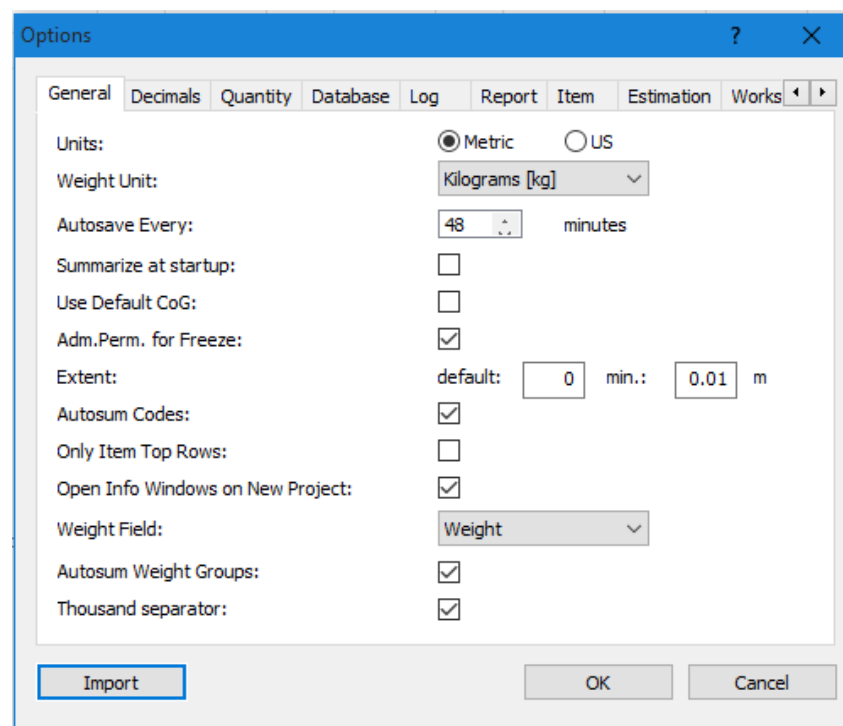 Options ?
General Decimals Quantity Database Log Report Item Estimation Works
Units: Metric US
Weight Unit: Kilograms [kg]
Autosave Every: 48 minutes
Summarize at startup:
Use Default CoG:
Adm.Perm. for Freeze:
Extent: default: 0 min.: 0.01 m
Autosum Codes:
Only Item Top Rows:
Open Info Windows on New Project:
Weight Field: Weight
Autosum Weight Groups:
Thousand separator:
Import OK Cancel